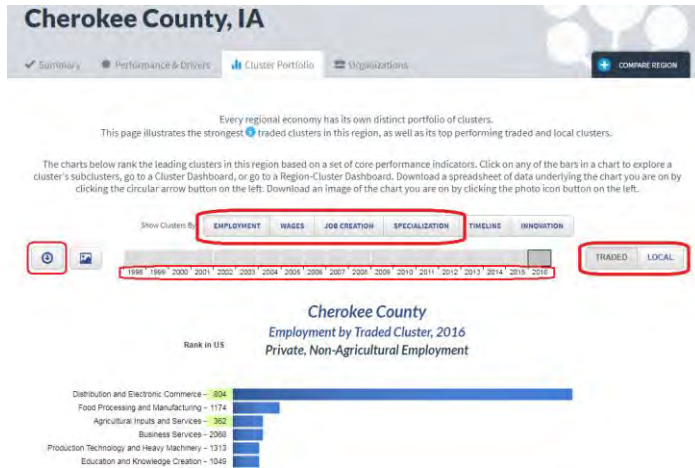 Cherokee County, IA
Summary
Performance & Drivers
Cluster Portfolio
Organizations
COMPARE REGION
Every regional economy has its own distinct portfolio of clusters.
This page illustrates the strongest traded clusters in this region, as well as its top performing traded and local clusters.
The charts below rank the leading clusters in this region based on a set of core performance indicators. Click on any of the bars in a chart to explore a
cluster's subclusters, go to a Cluster Dashboard, or go to a Region-Cluster Dashboard. Download a spreadsheet of data underlying the chart you are on by
clicking the circular arrow button on the left. Download an image of the chart you are on by clicking the photo icon button on the left.
Show Clusters By EMPLOYMENT WAGES JOB CREATION SPECIALIZATION TIMELINE INNOVATION
TRADED LOCAL
1998 1999 2000 2001 2002 2003 2004 2005 2006 2007 2008 2009 2010 2011 2012 2013 2014 2015 2016
Cherokee County
Employment by Traded Cluster, 2016
Rank in US
Private, Non-Agricultural Employment
Distribution and Electronic Commerce – 804
Food Processing and Manufacturing – 1174
Agricultural Inputs and Services – 362
Business Services – 2068
Production Technology and Heavy Machinery – 1313
Education and Knowledge Creation – 1049